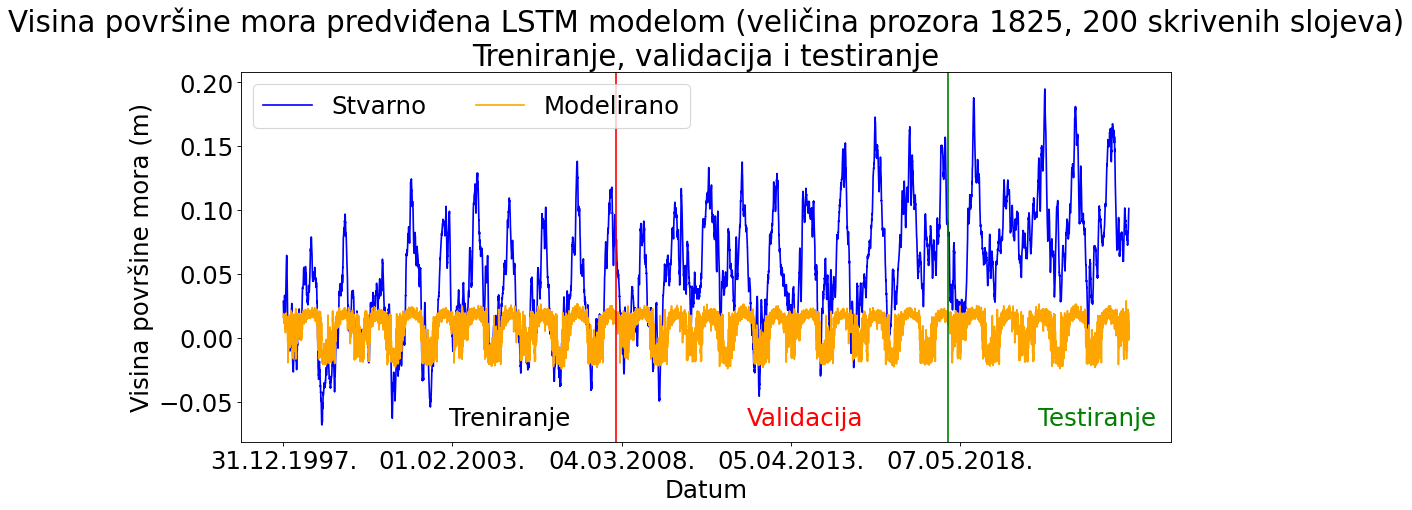 Visina površine mora predviđena LSTM modelom (veličina prozora 1825, 200 skrivenih slojeva)
Treniranje, validacija i testiranje
Stvarno
Modelirano
Visina površine mora (m)
0.20
0.15
0.10
0.05
0.00
−0.05
Treniranje
Validacija
Testiranje
31.12.1997.
01.02.2003.
04.03.2008.
05.04.2013.
07.05.2018.
Datum